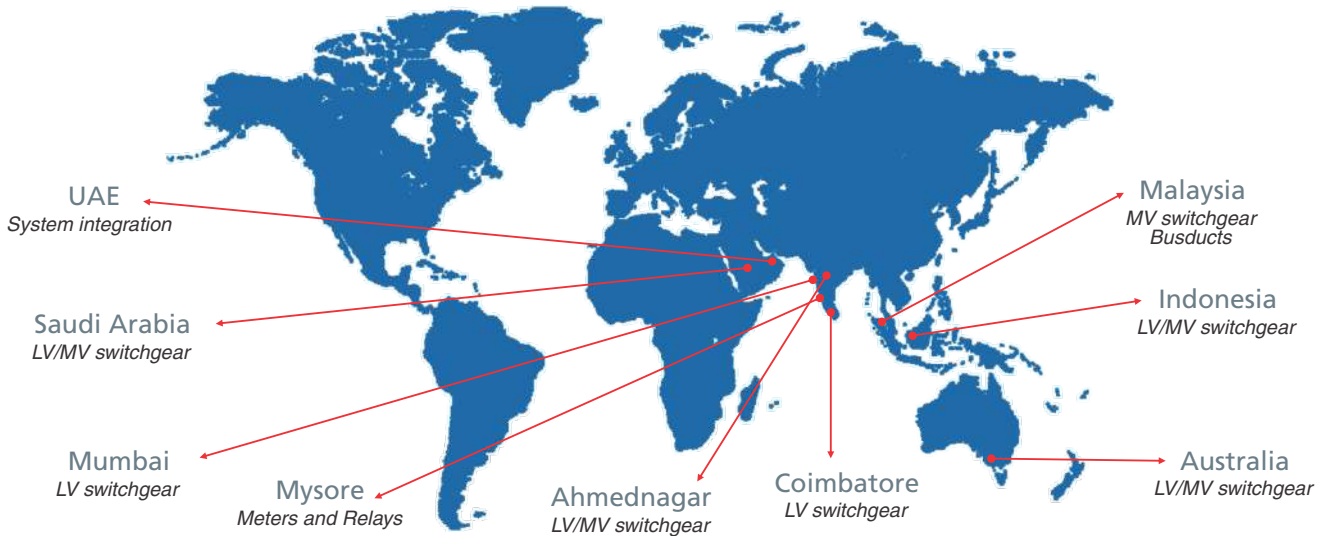 UAE
System integration
Malaysia
MV switchgear
Busducts
Saudi Arabia
LV/MV switchgear
Indonesia
LV/MV switchgear
Mumbai
LV switchgear
Mysore
Meters and Relays
Ahmednagar
LV/MV switchgear
Coimbatore
LV switchgear
Australia
LV/MV switchgear